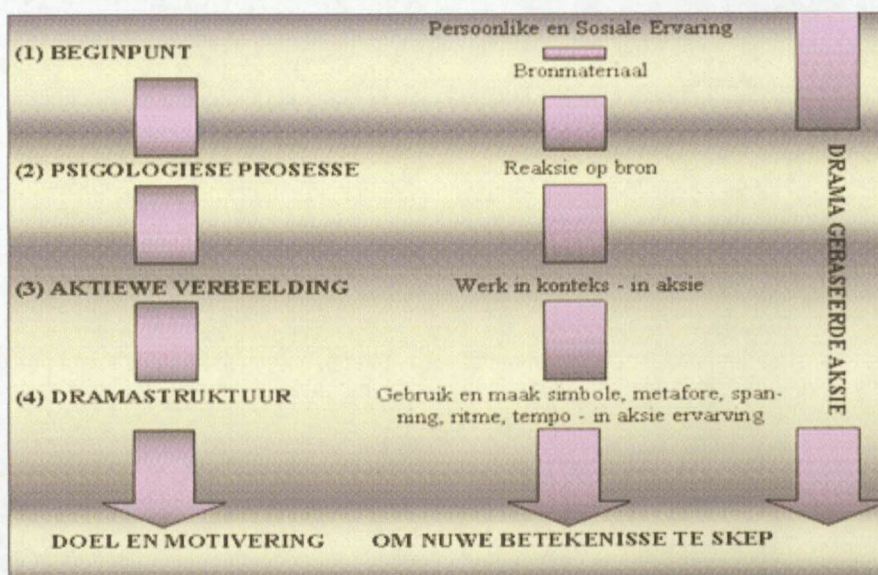 Persoonlike en Sosiale Ervaring
(1) BEGINPUNT
Bronmateriaal
(2) PSIGOLOGIESE PROSESSE
Reaksie op bron
(3) AKTIEWE VERBEELDING
Werk in konteks - in aksie
(4) DRAMASTRUKTUUR
Gebruik en maak simbole, metafore, span-
ning, ritme, tempo - in aksie ervarving
DRAMA GEBASEERDE AKSIE
DOEL EN MOTIVERING
OM NUWE BETEKENISSE TE SKEP